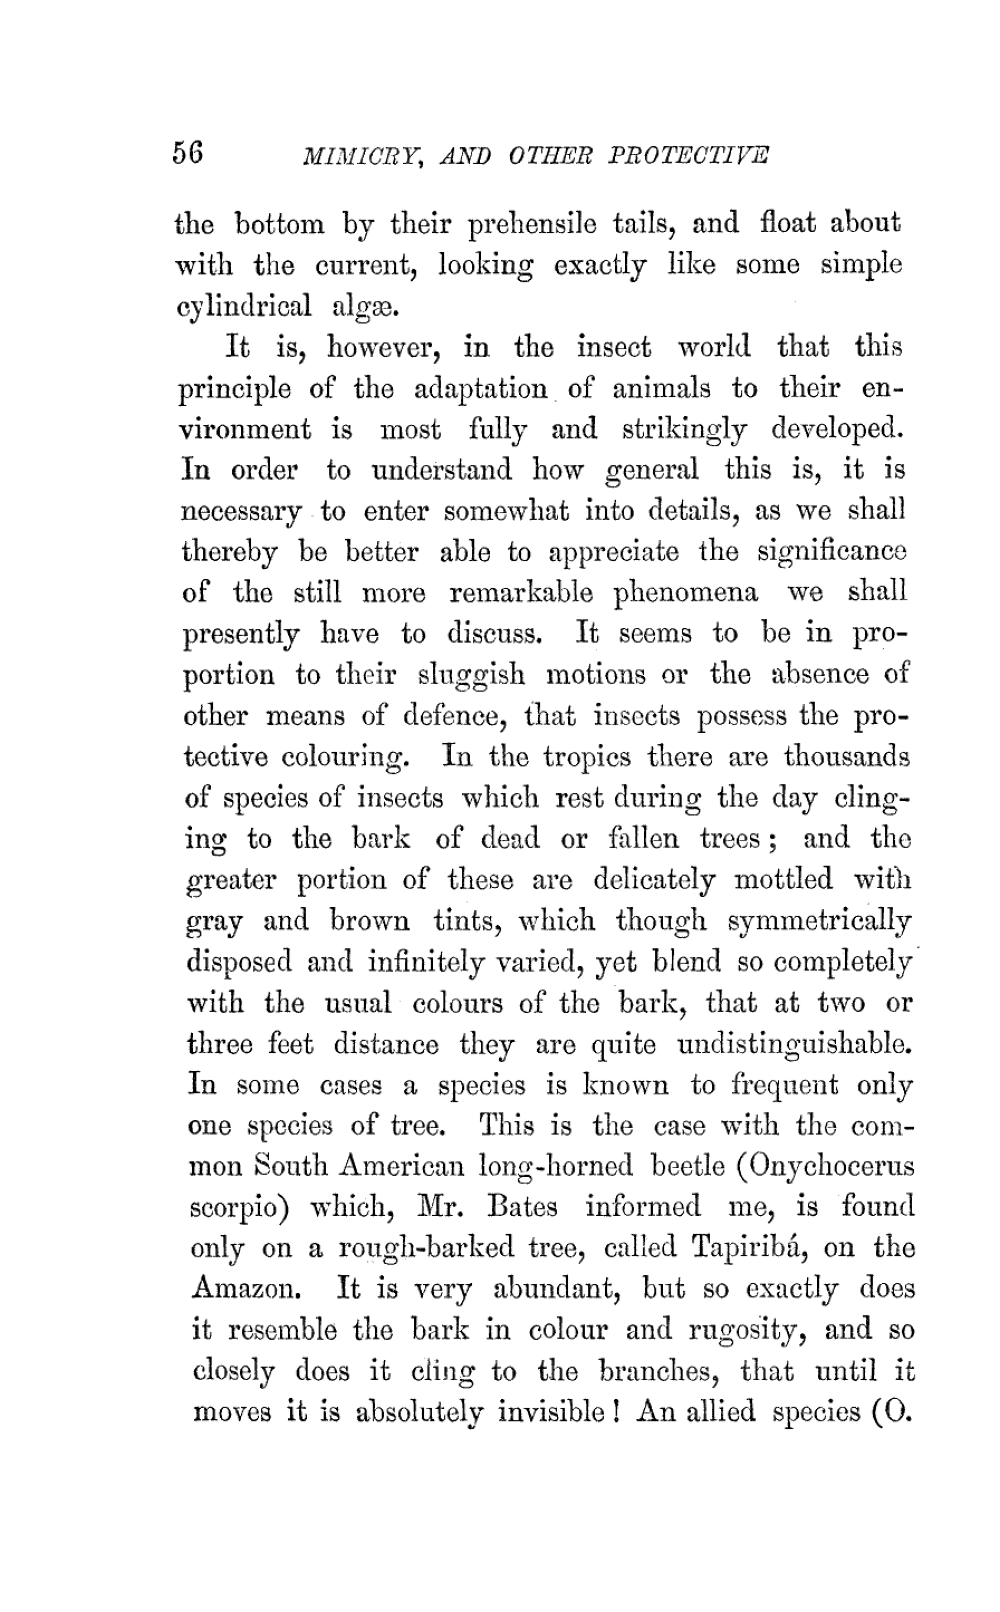 56 MIMICRY, AND OTHER PROTECTIVE
the bottom by their prehensile tails, and float about
with the current, looking exactly like some simple
cylindrical algæ.
It is, however, in the insect world that this
principle of the adaptation of animals to their en-
vironment is most fully and strikingly developed.
In order to understand how general this is, it is
necessary to enter somewhat into details, as we shall
thereby be better able to appreciate the significance
of the still more remarkable phenomena we shall
presently have to discuss. It seems to be in pro-
portion to their sluggish motions or the absence of
other means of defence, that insects possess the pro-
tective colouring. In the tropics there are thousands
of species of insects which rest during the day cling-
ing to the bark of dead or fallen trees; and the
greater portion of these are delicately mottled with
gray and brown tints, which though symmetrically
disposed and infinitely varied, yet blend so completely
with the usual colours of the bark, that at two or
three feet distance they are quite undistinguishable.
In some cases a species is known to frequent only
one species of tree. This is the case with the com-
mon South American long-horned beetle (Onychocerus
scorpio) which, Mr. Bates informed me, is found
only on a rough-barked tree, called Tapiribá, on the
Amazon. It is very abundant, but so exactly does
it resemble the bark in colour and rugosity, and so
closely does it cling to the branches, that until it
moves it is absolutely invisible! An allied species (O.